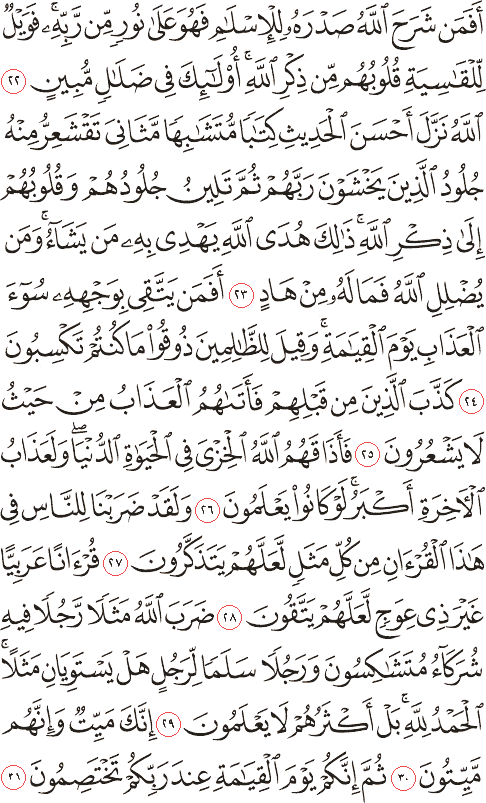 أَفَمَن شَرَحَ ٱللَّهُ صَدْرَهُۥ لِلْإِسْلَٰمِ فَهُوَ عَلَىٰ نُورٍ مِّن رَّبِّهِۦۚ فَوَيْلٌ
لِّلْقَٰسِيَةِ قُلُوبُهُم مِّن ذِكْرِ ٱللَّهِۚ أُو۟لَٰٓئِكَ فِى ضَلَٰلٍ مُّبِينٍ ٢٢
ٱللَّهُ نَزَّلَ أَحْسَنَ ٱلْحَدِيثِ كِتَٰبًا مُّتَشَٰبِهًا مَّثَانِىَ تَقْشَعِرُّ مِنْهُ
جُلُودُ ٱلَّذِينَ يَخْشَوْنَ رَبَّهُمْ ثُمَّ تَلِينُ جُلُودُهُمْ وَقُلُوبُهُمْ
إِلَىٰ ذِكْرِ ٱللَّهِۚ ذَٰلِكَ هُدَى ٱللَّهِ يَهْدِى بِهِۦ مَن يَشَآءُۚ وَمَن
يُضْلِلِ ٱللَّهُ فَمَا لَهُۥ مِنْ هَادٍ ٢٣ أَفَمَن يَتَّقِى بِوَجْهِهِۦ سُوٓءَ
ٱلْعَذَابِ يَوْمَ ٱلْقِيَٰمَةِۚ وَقِيلَ لِلظَّٰلِمِينَ ذُوقُوا۟ مَا كُنتُمْ تَكْسِبُونَ
٢٤ كَذَّبَ ٱلَّذِينَ مِن قَبْلِهِمْ فَأَتَىٰهُمُ ٱلْعَذَابُ مِنْ حَيْثُ
لَا يَشْعُرُونَ ٢٥ فَأَذَاقَهُمُ ٱللَّهُ ٱلْخِزْىَ فِى ٱلْحَيَوٰةِ ٱلدُّنْيَاۖ وَلَعَذَابُ
ٱلْءَاخِرَةِ أَكْبَرُۚ لَوْ كَانُوا۟ يَعْلَمُونَ ٢٦ وَلَقَدْ ضَرَبْنَا لِلنَّاسِ فِى
هَٰذَا ٱلْقُرْءَانِ مِن كُلِّ مَثَلٍ لَّعَلَّهُمْ يَتَذَكَّرُونَ ٢٧ قُرْءَانًا عَرَبِيًّا
غَيْرَ ذِى عِوَجٍ لَّعَلَّهُمْ يَتَّقُونَ ٢٨ ضَرَبَ ٱللَّهُ مَثَلًا رَّجُلًا فِيهِ
شُرَكَآءُ مُتَشَٰكِسُونَ وَرَجُلًا سَلَمًا لِّرَجُلٍ هَلْ يَسْتَوِيَانِ مَثَلًاۚ
ٱلْحَمْدُ لِلَّهِۚ بَلْ أَكْثَرُهُمْ لَا يَعْلَمُونَ ٢٩ إِنَّكَ مَيِّتٌ وَإِنَّهُم
مَّيِّتُونَ ٣٠ ثُمَّ إِنَّكُمْ يَوْمَ ٱلْقِيَٰمَةِ عِندَ رَبِّكُمْ تَخْتَصِمُونَ ٣١